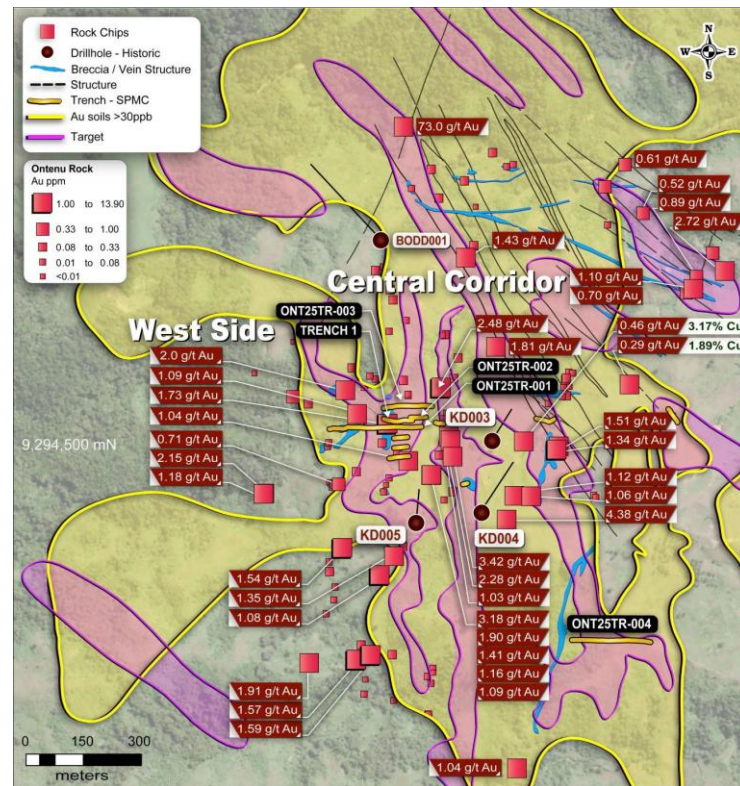 Rock Chips
Drillhole - Historic
Breccia / Vein Structure
Structure
Trench - SPMC
Au soils >30ppb
Target
Ontenu Rock
Au ppm
1.00 to 13.90
0.33 to 1.00
0.08 to 0.33
0.01 to 0.08
<0.01
N
W E
S
73.0 g/t Au
0.61 g/t Au
0.52 g/t Au
0.89 g/t Au
2.72 g/t Au
BODD001
1.43 g/t Au
Central Corridor
1.10 g/t Au
0.70 g/t Au
ONT25TR-003
TRENCH 1
West Side
2.48 g/t Au
0.46 g/t Au 3.17% Cu
0.29 g/t Au 1.89% Cu
1.81 g/t Au
ONT25TR-002
ONT25TR-001
2.0 g/t Au
1.09 g/t Au
1.73 g/t Au
1.04 g/t Au
0.71 g/t Au
2.15 g/t Au
1.18 g/t Au
KD003
9,294,500 mN
1.51 g/t Au
1.34 g/t Au
1.12 g/t Au
1.06 g/t Au
4.38 g/t Au
KD005
KD004
1.54 g/t Au
1.35 g/t Au
1.08 g/t Au
3.42 g/t Au
2.28 g/t Au
1.03 g/t Au
3.18 g/t Au
1.90 g/t Au
1.41 g/t Au
1.16 g/t Au
1.09 g/t Au
ONT25TR-004
1.91 g/t Au
1.57 g/t Au
1.59 g/t Au
0 150 300
meters
1.04 g/t Au